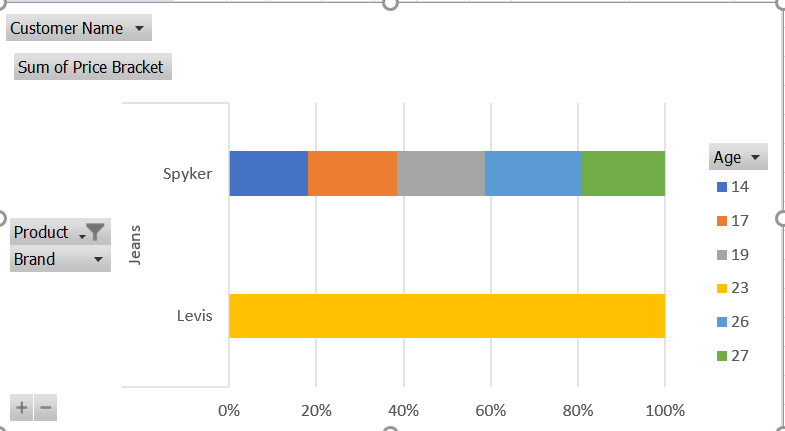 Customer Name
Sum of Price Bracket
Product
Brand
Jeans
Spyker
Levis
0% 20% 40% 60% 80% 100%
Age
14
17
19
23
26
27